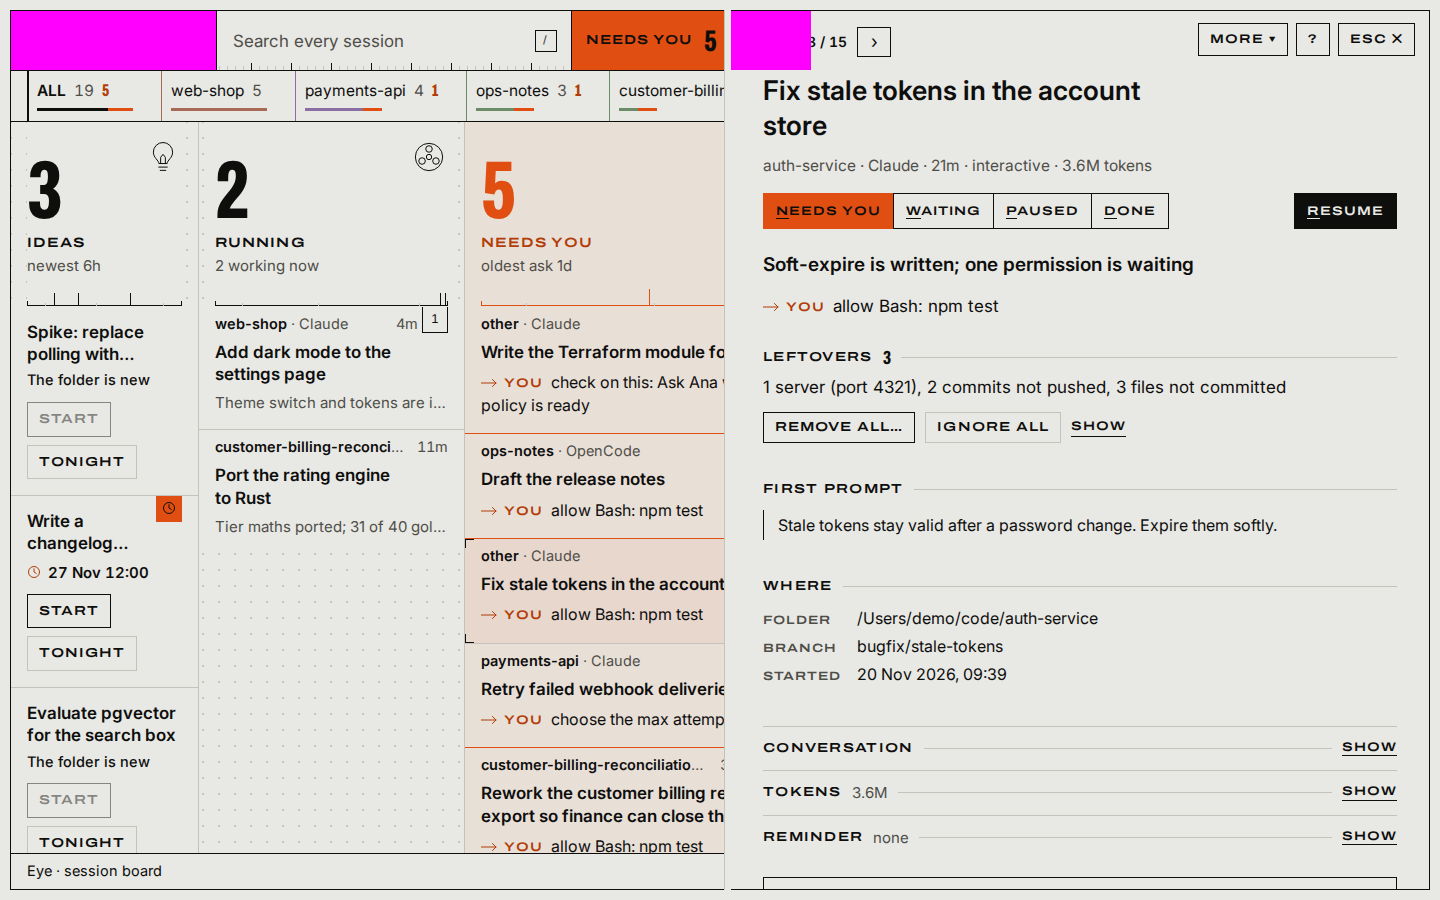 Search every session
/
NEEDS YOU 5
ALL 19 5
web-shop 5
payments-api 4 1
ops-notes 3 1
3
IDEAS
newest 6h
Spike: replace
polling with...
The folder is new
START
TONIGHT
Write a
changelog...
27 Nov 12:00
START
TONIGHT
Evaluate pgvector
for the search box
The folder is new
START
TONIGHT
2
RUNNING
2 working now
web-shop · Claude 4m 1
Add dark mode to the
settings page
Theme switch and tokens are i...
customer-billing-reconci... 11m
Port the rating engine
to Rust
Tier maths ported; 31 of 40 gol...
5
NEEDS YOU
oldest ask 1d
other · Claude
Write the Terraform module
→ YOU check on this: Ask Ana
policy is ready
ops-notes · OpenCode
Draft the release notes
→ YOU allow Bash: npm test
other · Claude
Fix stale tokens in the account
→ YOU allow Bash: npm test
payments-api · Claude
Retry failed webhook
→ YOU choose the max
customer-billing-reconciliatio...
Rework the customer billing
export so finance can close
→ YOU allow Bash: npm test
Eye · session board
/ 15 ›
MORE ▾
?
ESC ✕
Fix stale tokens in the account
store
auth-service · Claude · 21m · interactive · 3.6M tokens
NEEDS YOU WAITING PAUSED DONE RESUME
Soft-expire is written; one permission is waiting
→ YOU allow Bash: npm test
LEFTOVERS 3
1 server (port 4321), 2 commits not pushed, 3 files not committed
REMOVE ALL... IGNORE ALL SHOW
FIRST PROMPT
Stale tokens stay valid after a password change. Expire them softly.
WHERE
FOLDER /Users/demo/code/auth-service
BRANCH bugfix/stale-tokens
STARTED 20 Nov 2026, 09:39
CONVERSATION SHOW
TOKENS 3.6M SHOW
REMINDER none SHOW